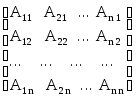 A11 A21 ... An1
A12 A22 ... An2
... ... ... ...
A1n A2n ... Ann